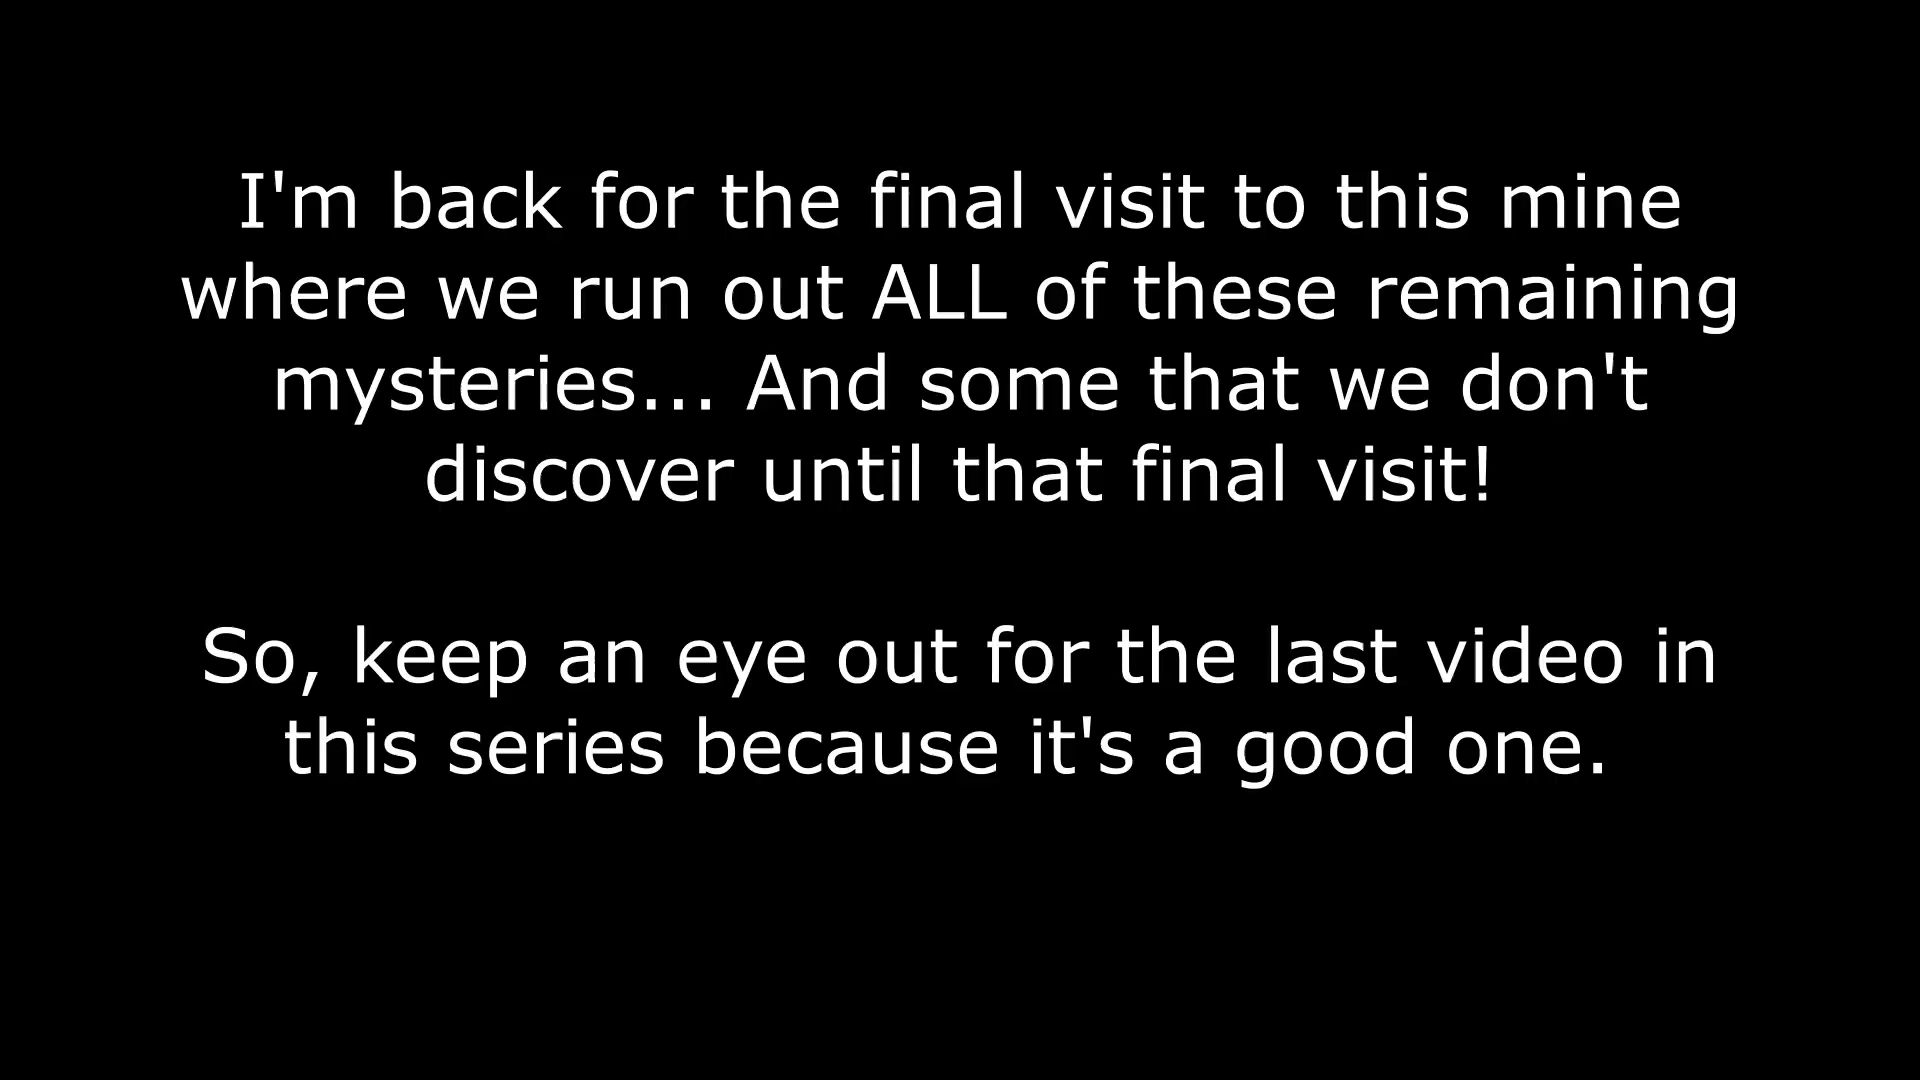 I'm back for the final visit to this mine
where we run out ALL of these remaining
mysteries... And some that we don't
discover until that final visit!
So, keep an eye out for the last video in
this series because it's a good one.